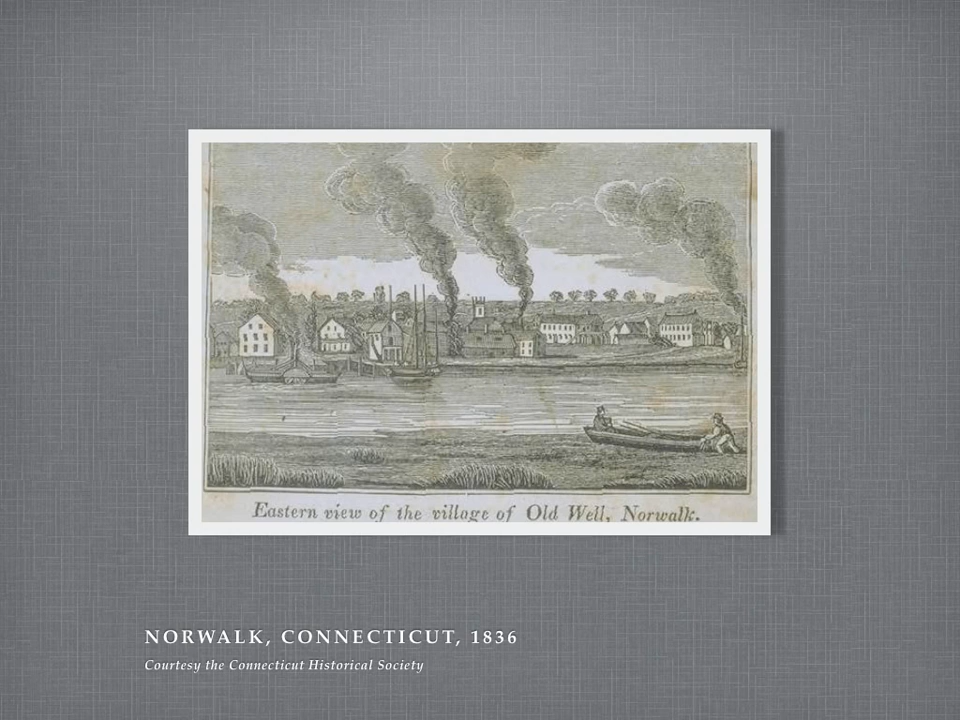 Eastern view of the village of Old Well, Norwalk.
NORWALK, CONNECTICUT, 1836
Courtesy the Connecticut Historical Society